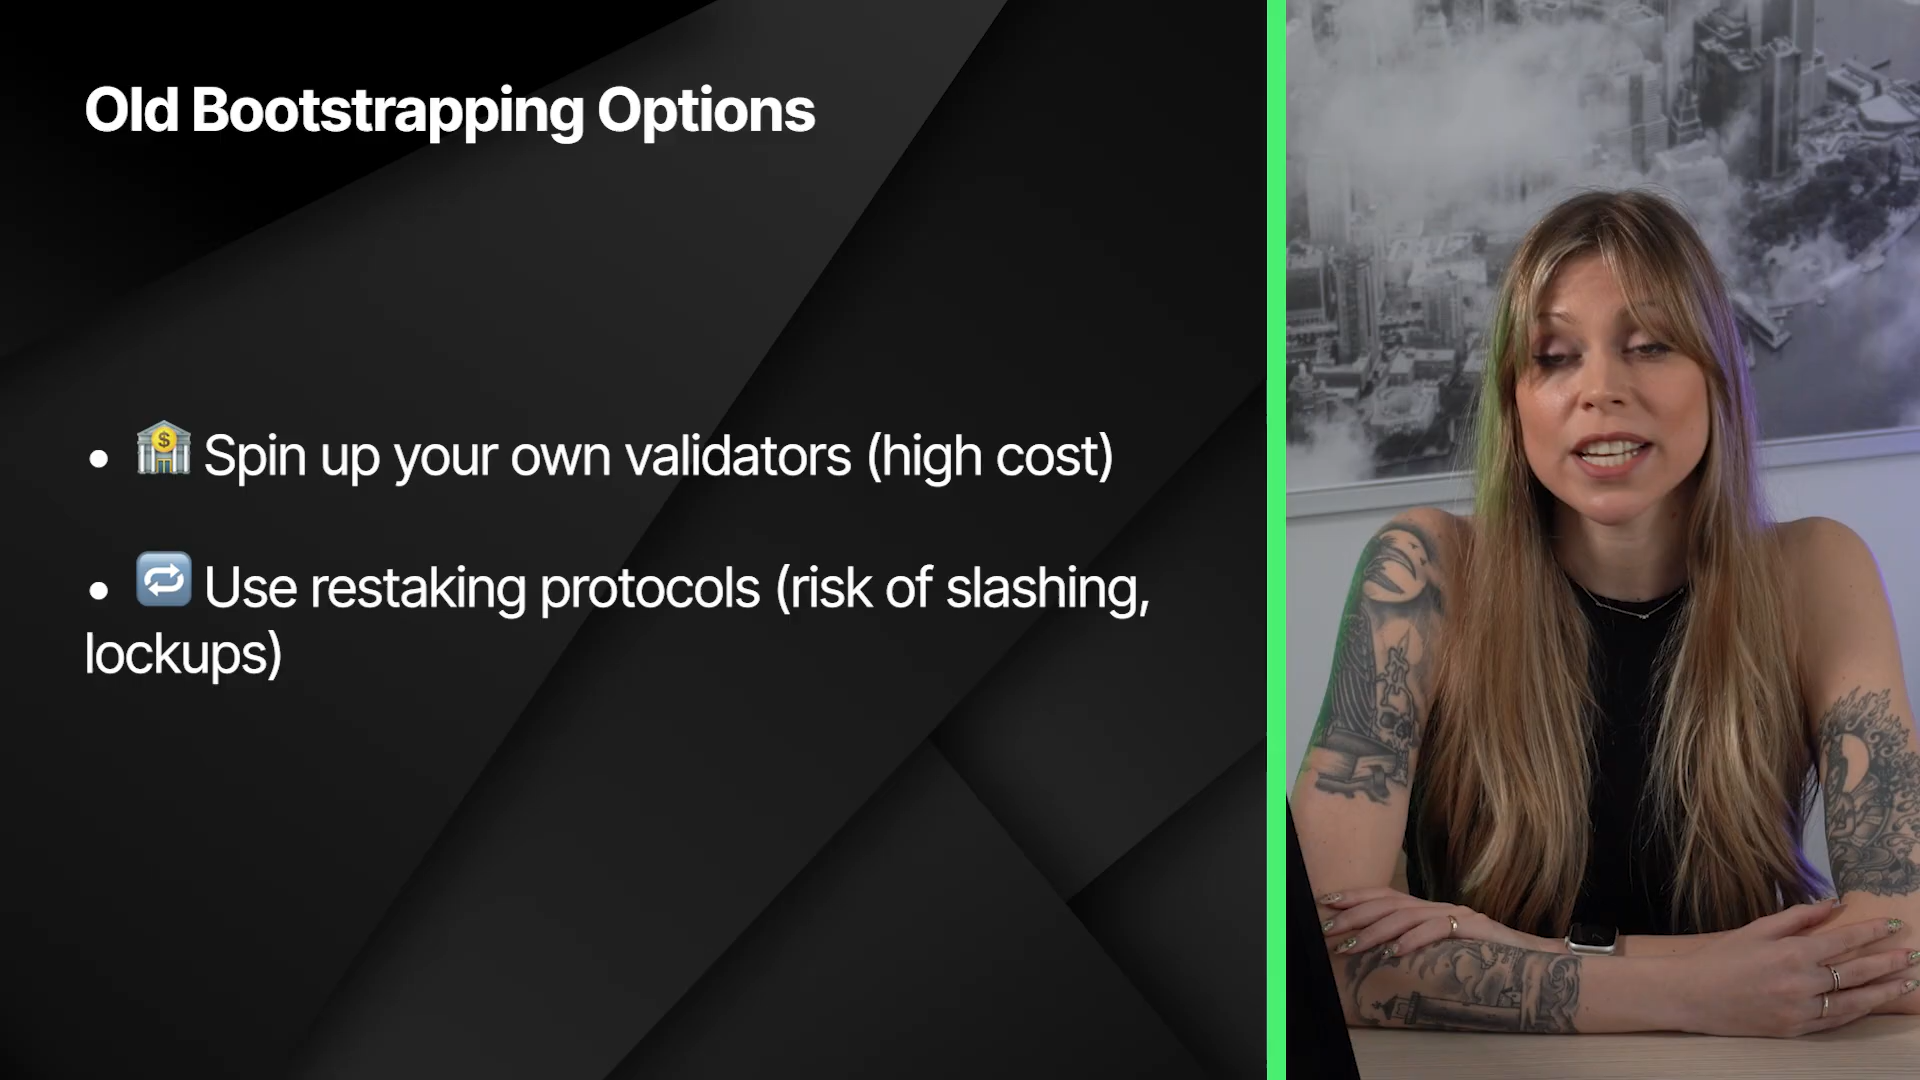 Old Bootstrapping Options
• 🏦 Spin up your own validators (high cost)
• 🔁 Use restaking protocols (risk of slashing,
lockups)